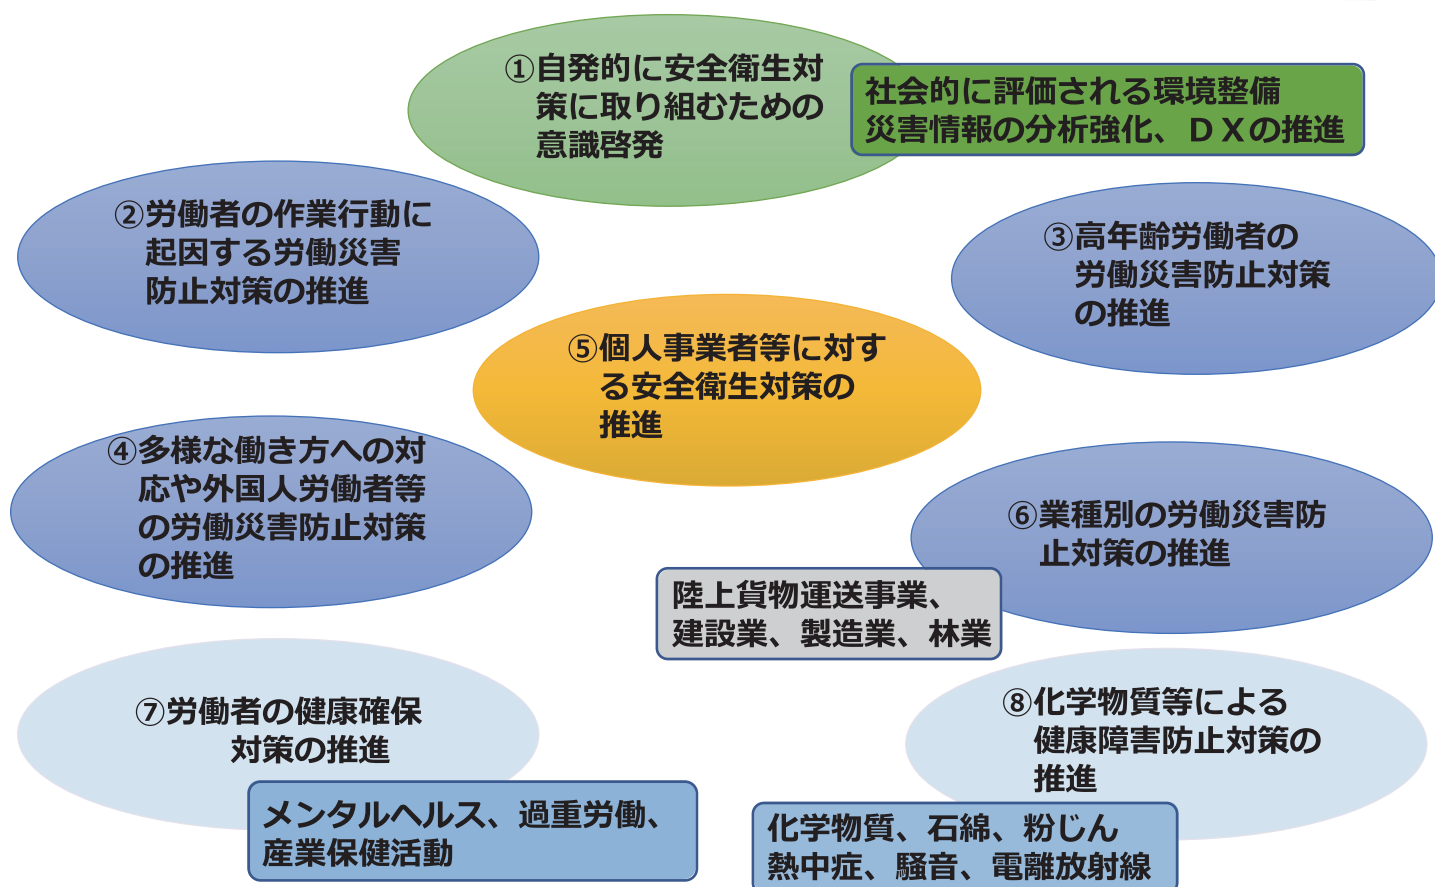 ①自発的に安全衛生対
策に取り組むための
意識啓発
社会的に評価される環境整備
災害情報の分析強化、ＤＸの推進
②労働者の作業行動に
起因する労働災害
防止対策の推進
③高年齢労働者の
労働災害防止対策
の推進
⑤個人事業者等に対す
る安全衛生対策の
推進
④多様な働き方への対
応や外国人労働者等
の労働災害防止対策
の推進
⑥業種別の労働災害防
止対策の推進
陸上貨物運送事業、
建設業、製造業、林業
⑦労働者の健康確保
対策の推進
メンタルヘルス、過重労働、
産業保健活動
⑧化学物質等による
健康障害防止対策の
推進
化学物質、石綿、粉じん
熱中症、騒音、電離放射線